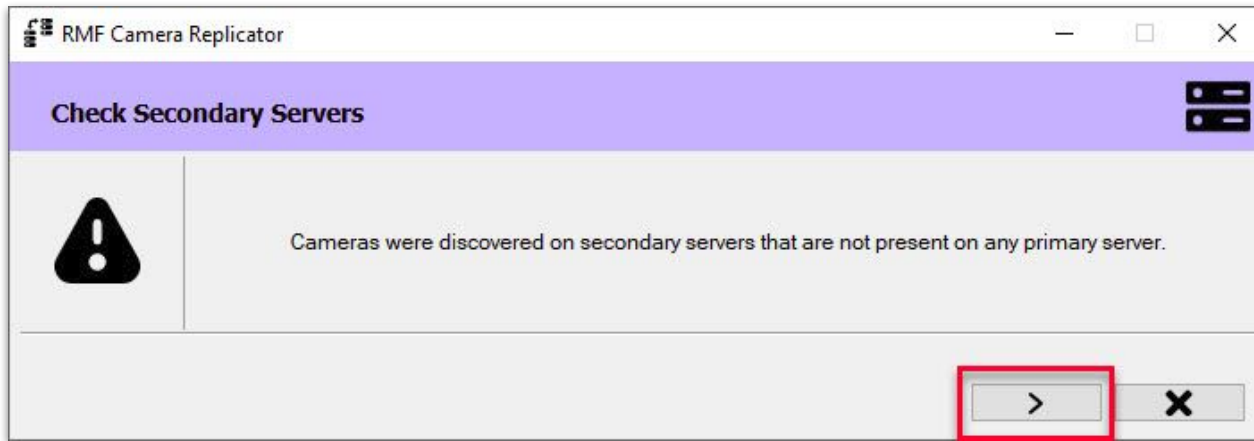 RMF Camera Replicator
Check Secondary Servers
Cameras were discovered on secondary servers that are not present on any primary server.